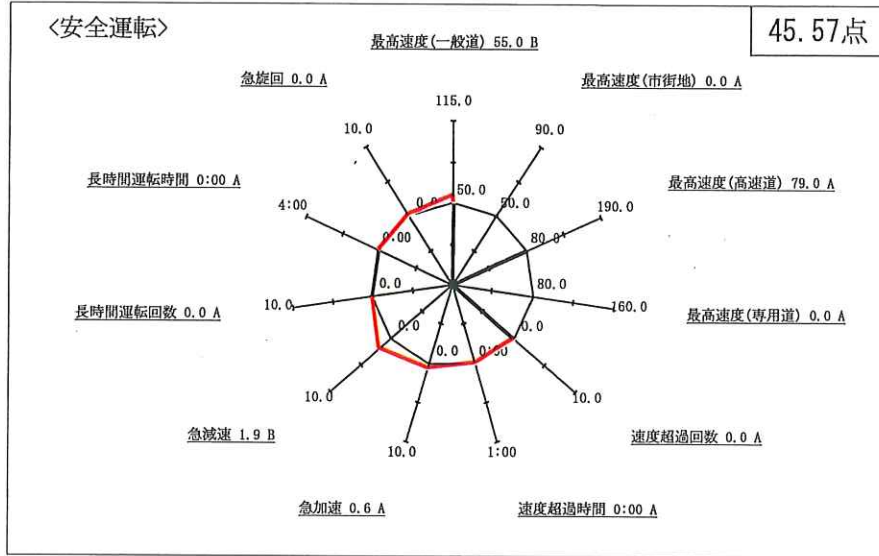 <安全運転>
45.57点
最高速度(一般道) 55.0 B
急旋回 0.0 A
最高速度(市街地) 0.0 A
115.0
10.0
90.0
長時間運転時間 0:00 A
最高速度(高速道) 79.0 A
4:00
0.0
50.0
50.0
190.0
0.00
80.0
長時間運転回数 0.0 A
10.0
0.0
80.0
160.0
最高速度(専用道) 0.0 A
0.0
0.0
0.0
0:00
10.0
10.0
急減速 1.9 B
10.0
1:00
速度超過回数 0.0 A
急加速 0.6 A
速度超過時間 0:00 A